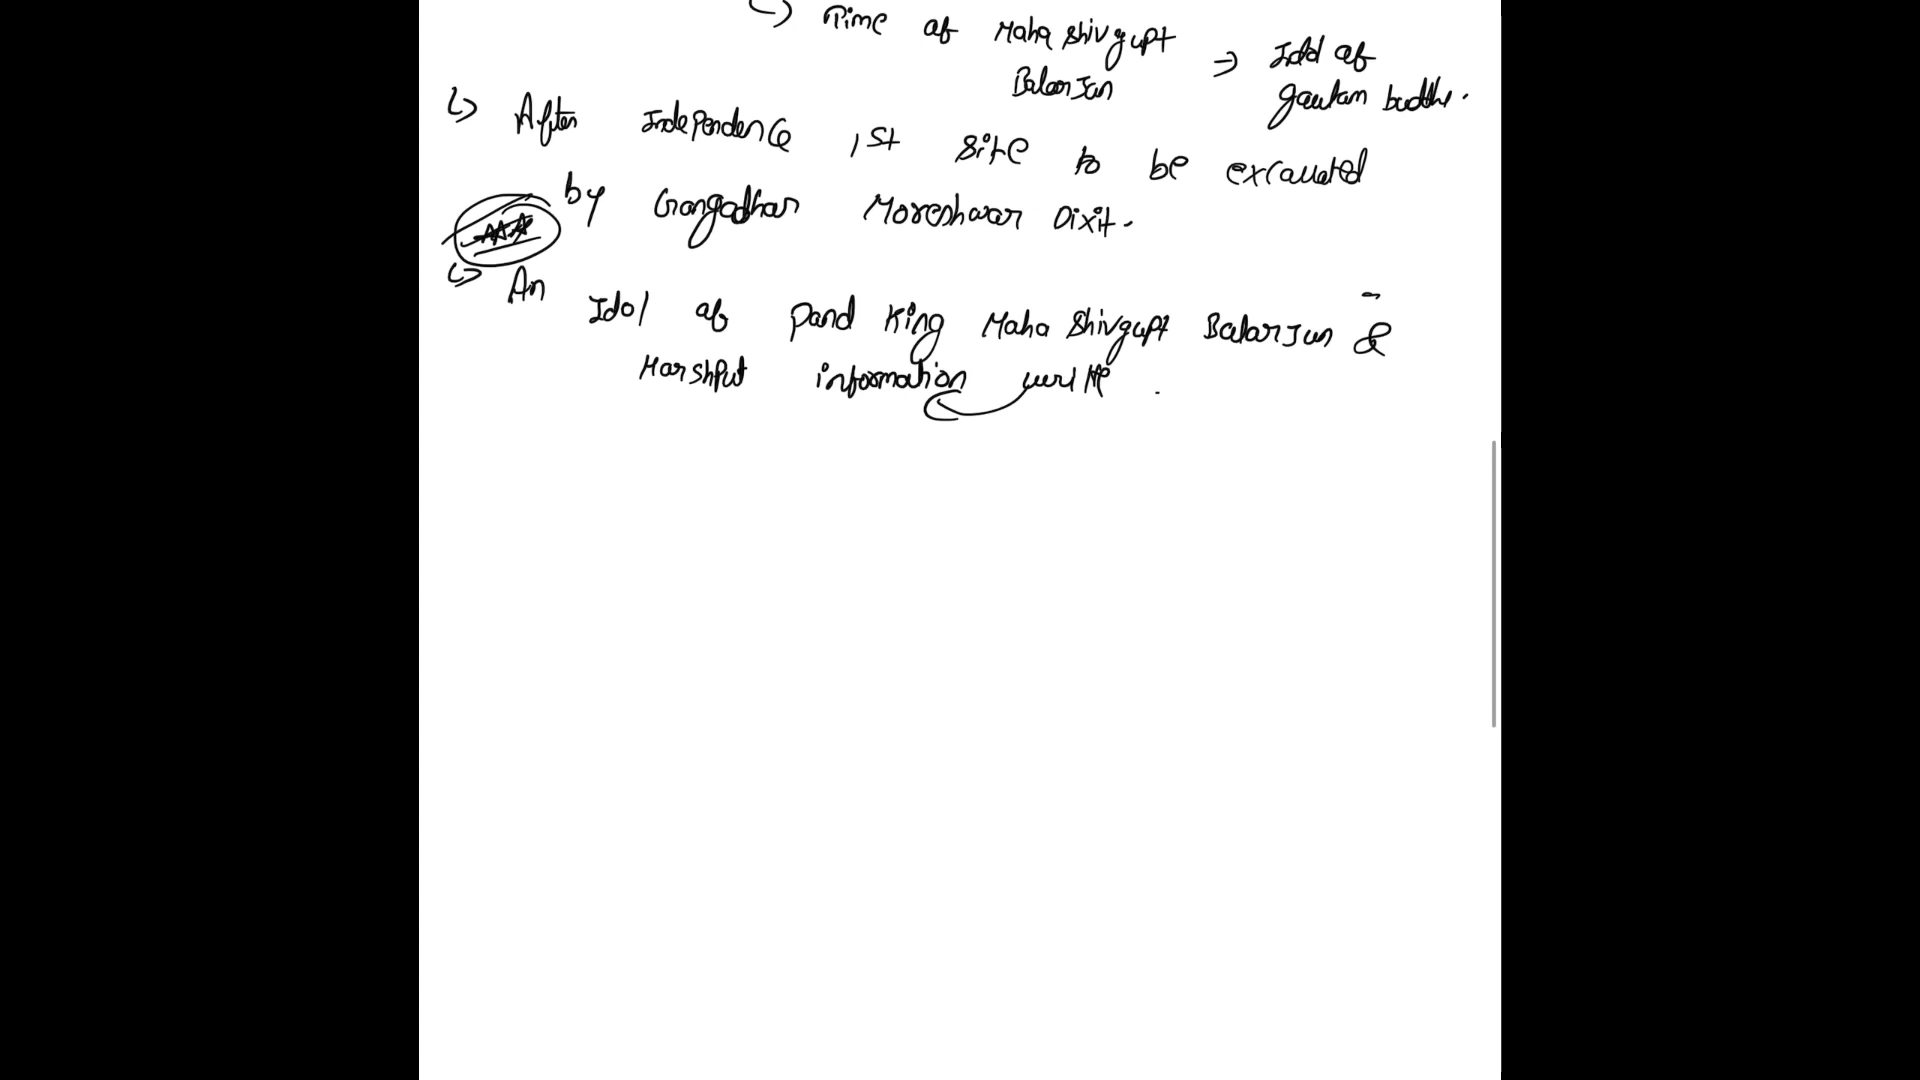 ↳ Time of Maha Shivgupt ⇒ Idol of
Balarjun gautam buddh.
↳ After Independence 1st site to be excavated
by Gangadhar Moreshwar Dixit.
↳ An Idol of pand King Maha Shivgupt Balarjun &
Harshgupt information